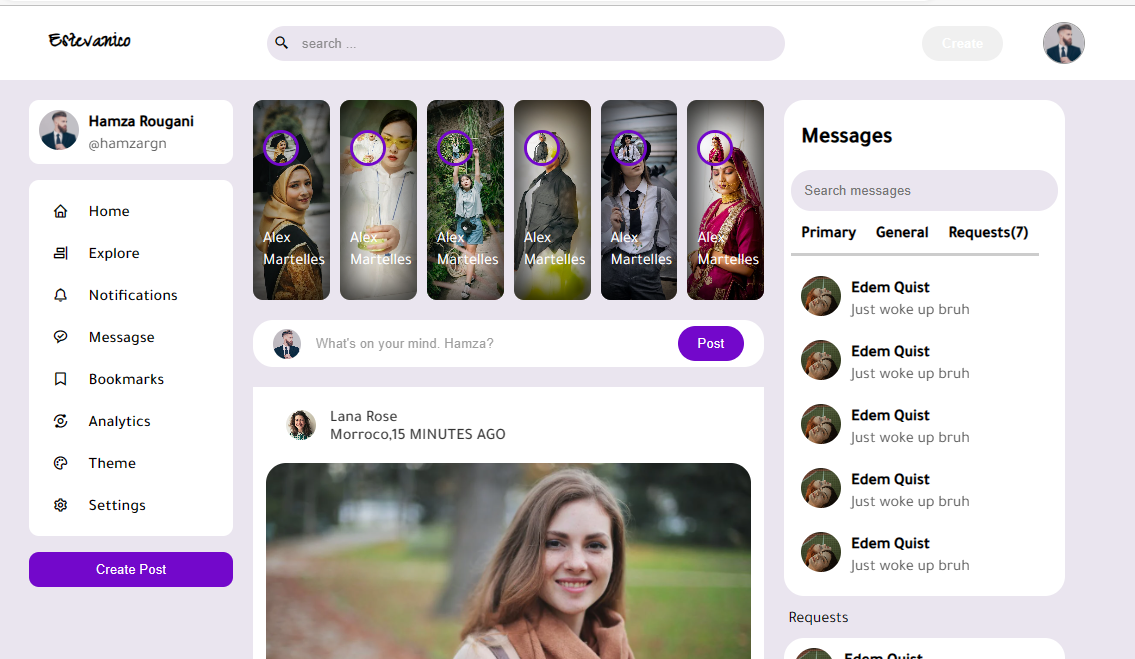 Estevanico
search ...
Create
Hamza Rougani
@hamzargn
Home
Explore
Notifications
Messagse
Bookmarks
Analytics
Theme
Settings
Create Post
Alex
Martelles
Alex
Martelles
Alex
Martelles
Alex
Martelles
Alex
Martelles
Alex
Martelles
What's on your mind. Hamza?
Post
Lana Rose
Morroco,15 MINUTES AGO
Messages
Search messages
Primary General Requests(7)
Edem Quist
Just woke up bruh
Edem Quist
Just woke up bruh
Edem Quist
Just woke up bruh
Edem Quist
Just woke up bruh
Edem Quist
Just woke up bruh
Requests
Edem Quist